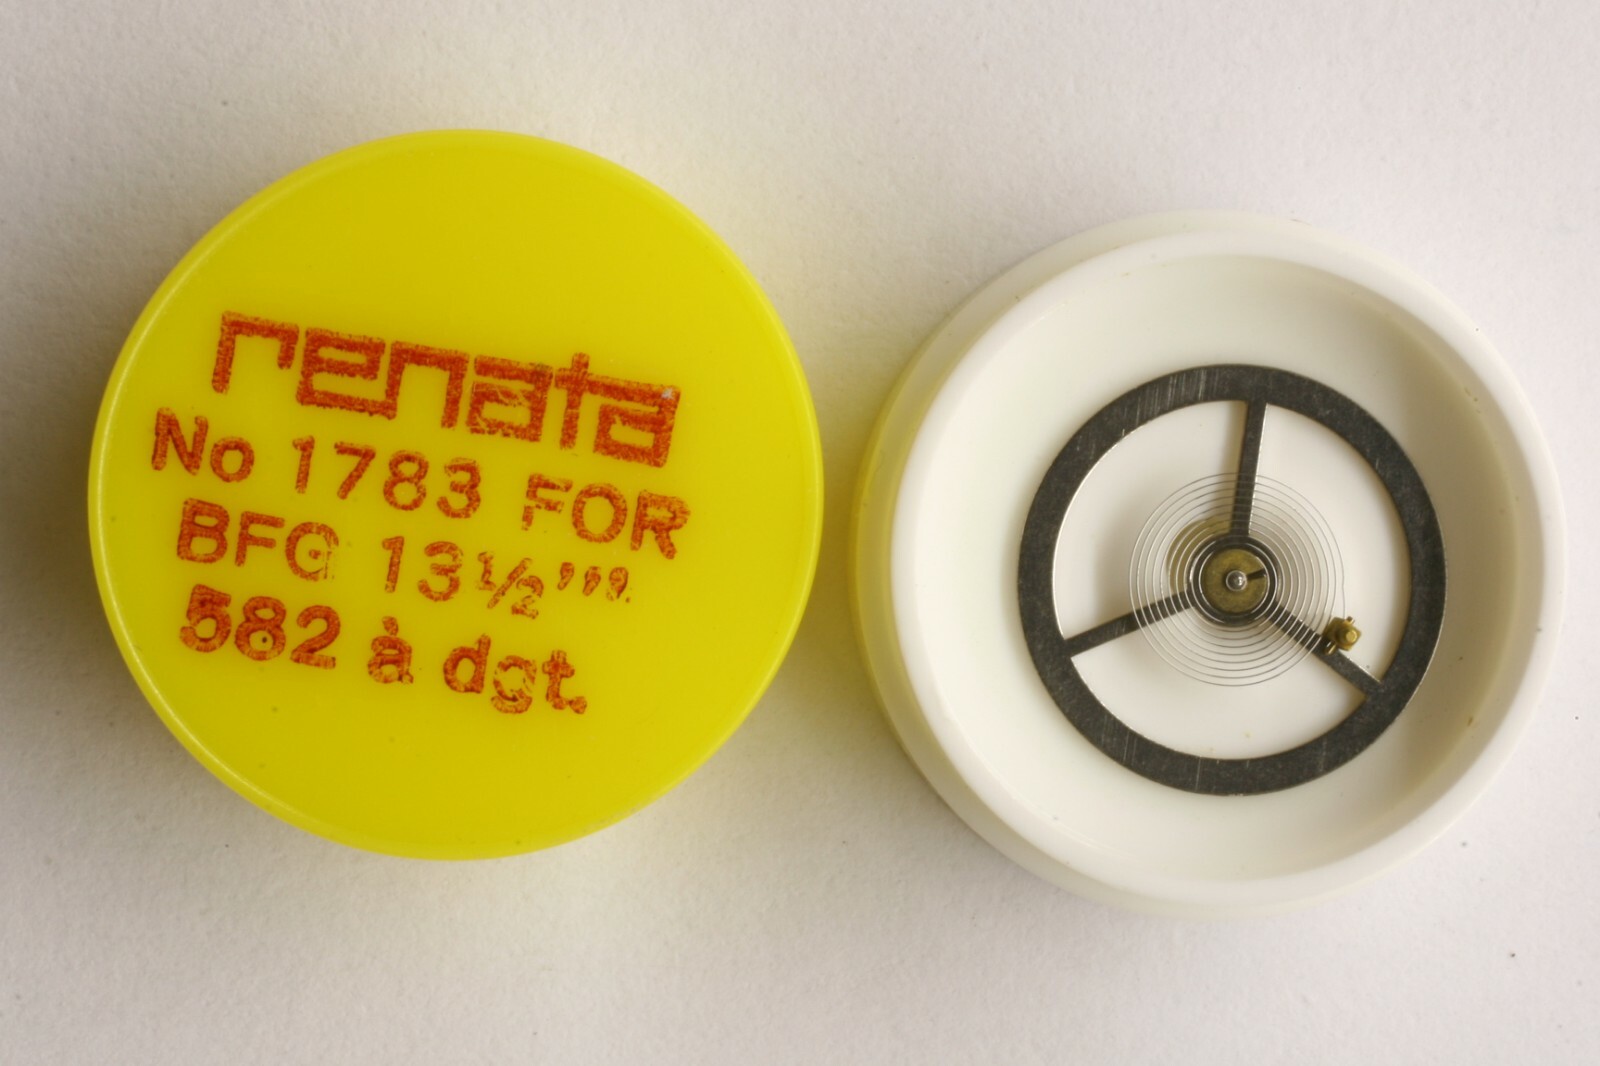 renata
No 1783 FOR
BFG 13½'''
582 à dgt.